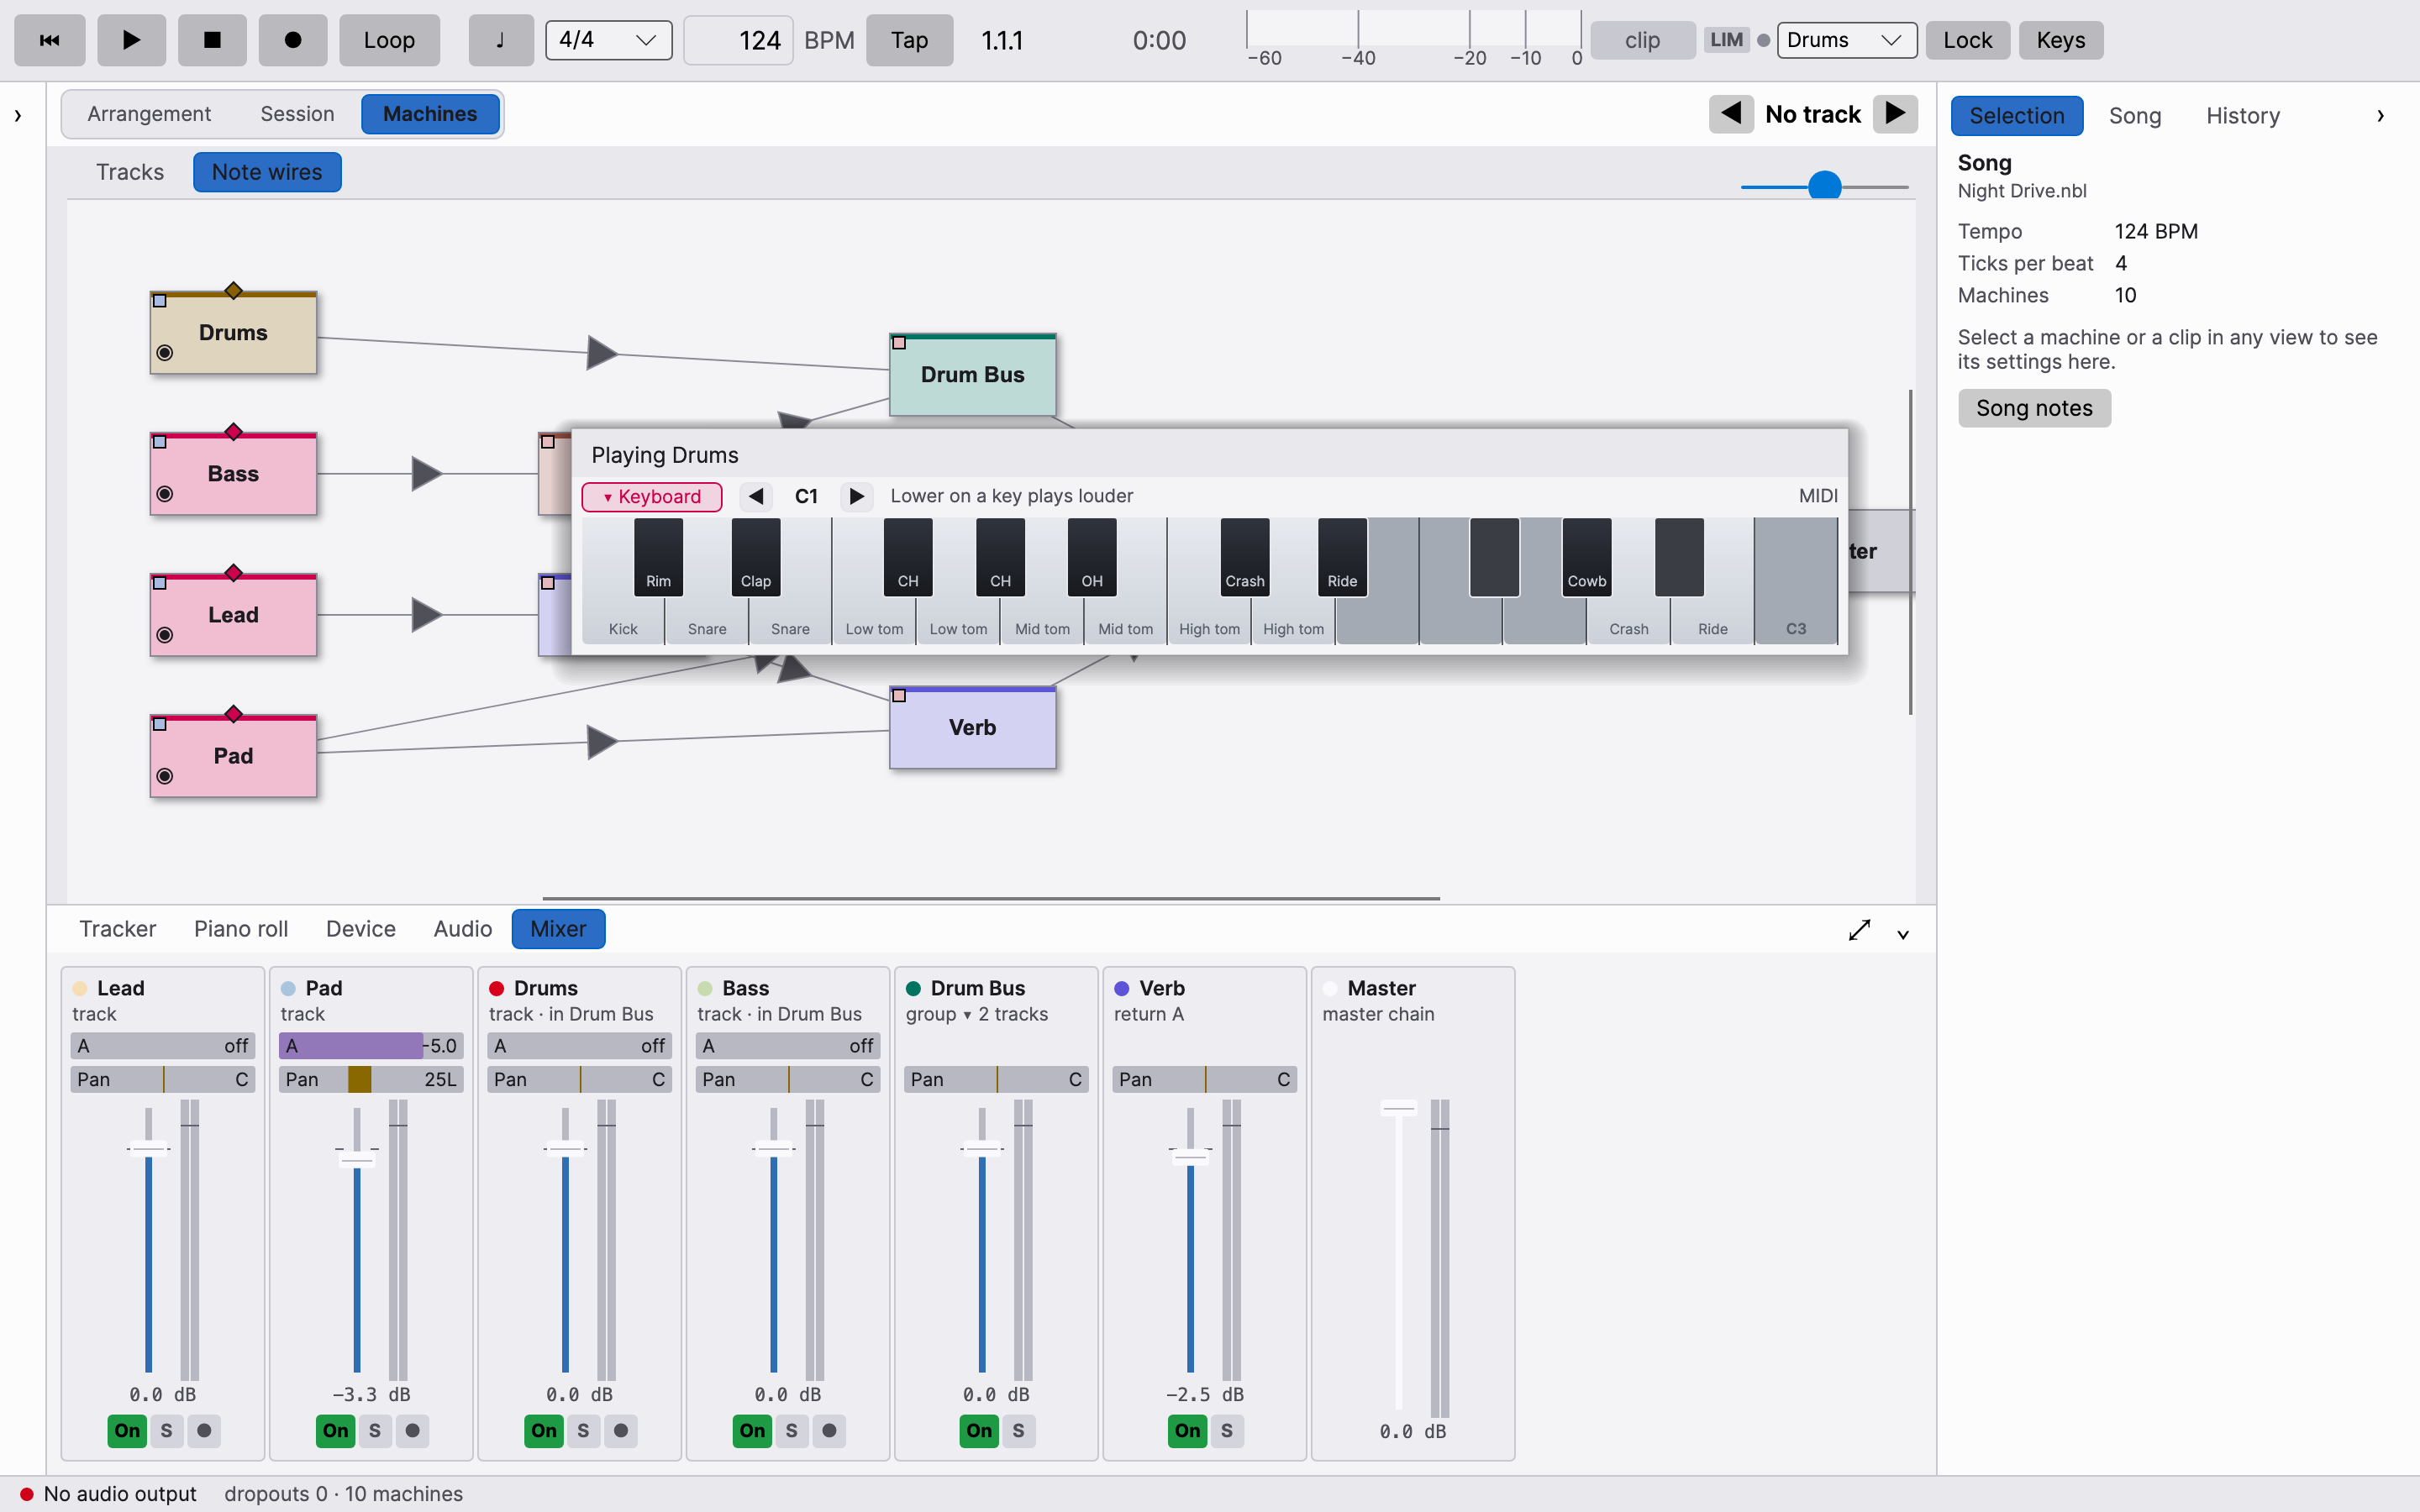 Loop
4/4
124 BPM
Tap
1.1.1
0:00
−60 −40 −20 −10 0
clip
LIM
Drums
Lock
Keys
Arrangement Session Machines
No track
Selection Song History
Tracks Note wires
Song
Night Drive.nbl
Tempo 124 BPM
Ticks per beat 4
Machines 10
Select a machine or a clip in any view to see
its settings here.
Song notes
Drums
Drum Bus
Bass
Lead
Pad
Verb
ter
Playing Drums
Keyboard C1 Lower on a key plays louder MIDI
Rim Clap CH CH OH Crash Ride Cowb
Kick Snare Snare Low tom Low tom Mid tom Mid tom High tom High tom Crash Ride C3
Tracker Piano roll Device Audio Mixer
Lead
track
A off
Pan C
0.0 dB
On S
Pad
track
A -5.0
Pan 25L
−3.3 dB
On S
Drums
track · in Drum Bus
A off
Pan C
0.0 dB
On S
Bass
track · in Drum Bus
A off
Pan C
0.0 dB
On S
Drum Bus
group ▾ 2 tracks
Pan C
0.0 dB
On S
Verb
return A
Pan C
−2.5 dB
On S
Master
master chain
0.0 dB
No audio output dropouts 0 · 10 machines